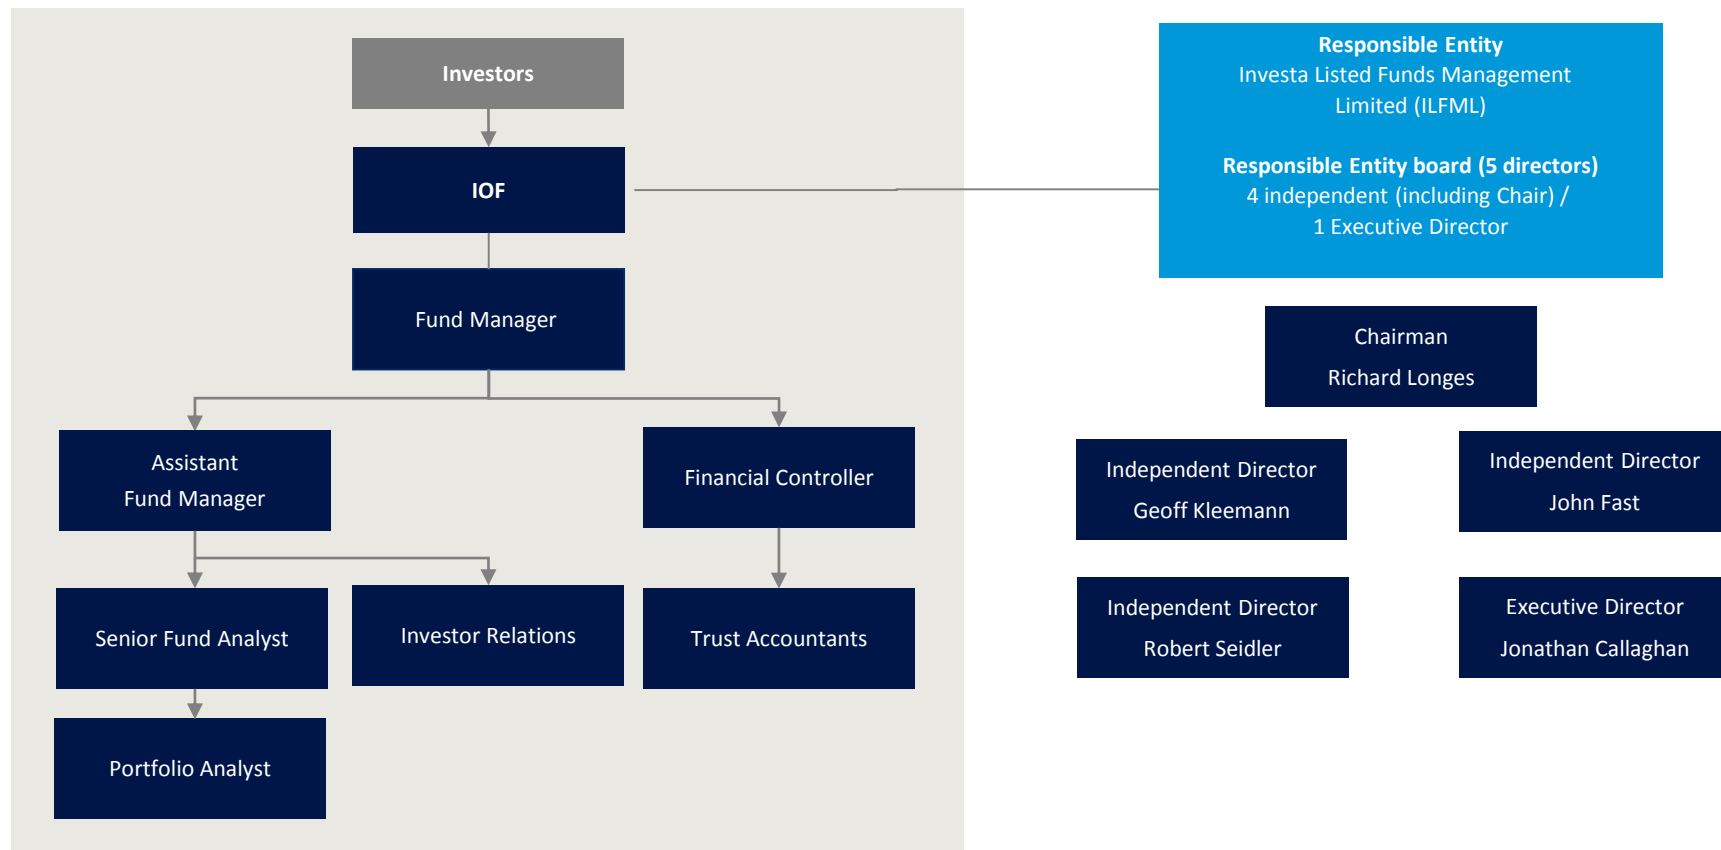 Investors
IOF
Fund Manager
Assistant
Fund Manager
Financial Controller
Senior Fund Analyst
Investor Relations
Trust Accountants
Portfolio Analyst
Responsible Entity
Investa Listed Funds Management
Limited (ILFML)
Responsible Entity board (5 directors)
4 independent (including Chair) /
1 Executive Director
Chairman
Richard Longes
Independent Director
Geoff Kleemann
Independent Director
John Fast
Independent Director
Robert Seidler
Executive Director
Jonathan Callaghan